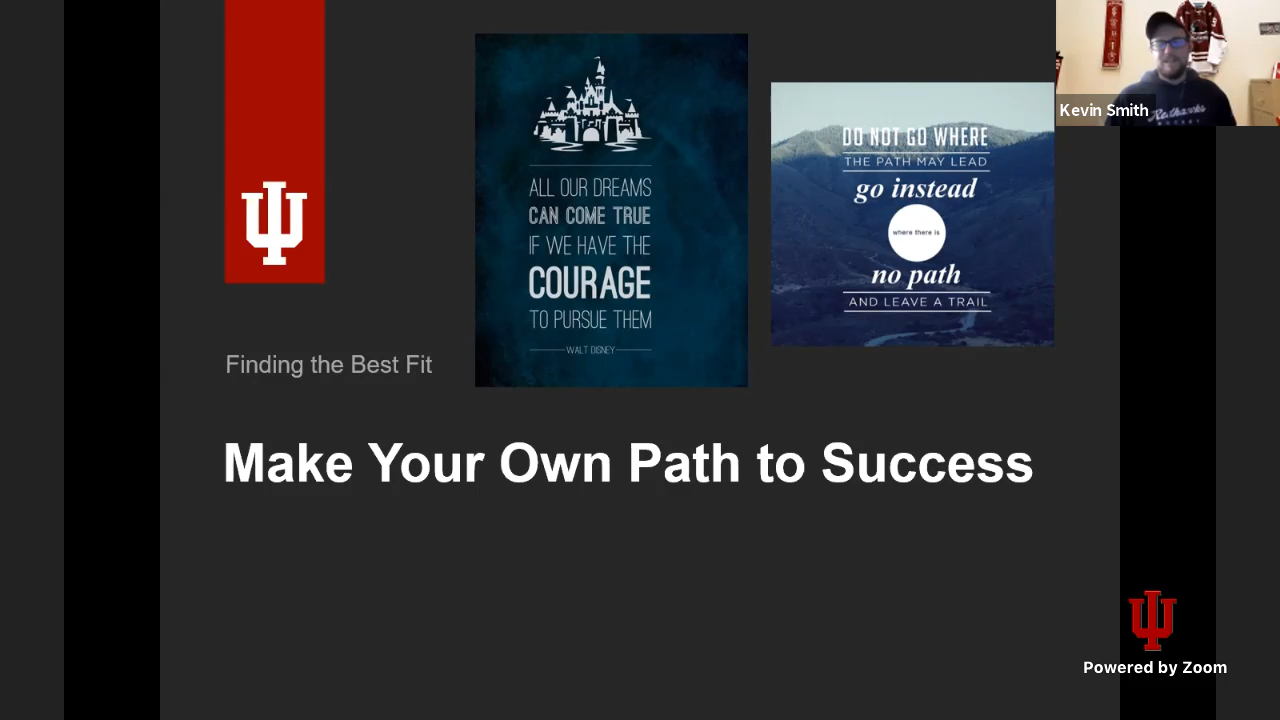 ALL OUR DREAMS
CAN COME TRUE
IF WE HAVE THE
COURAGE
TO PURSUE THEM
WALT DISNEY
DO NOT GO WHERE
THE PATH MAY LEAD
go instead
where there is
no path
AND LEAVE A TRAIL
Kevin Smith
Finding the Best Fit
Make Your Own Path to Success
Powered by Zoom